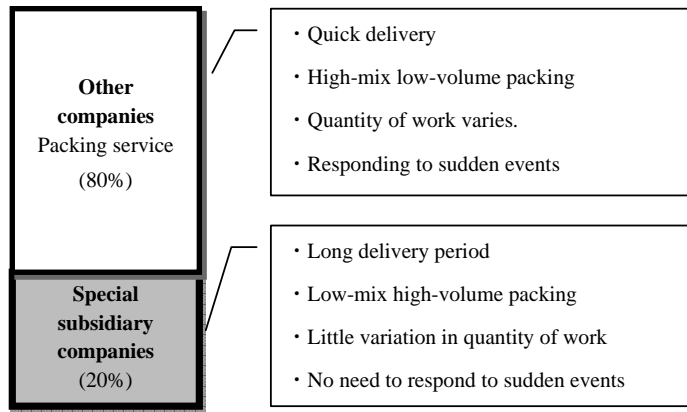 Other
companies
Packing service
(80%)
・Quick delivery
・High-mix low-volume packing
・Quantity of work varies.
・Responding to sudden events
Special
subsidiary
companies
(20%)
・Long delivery period
・Low-mix high-volume packing
・Little variation in quantity of work
・No need to respond to sudden events